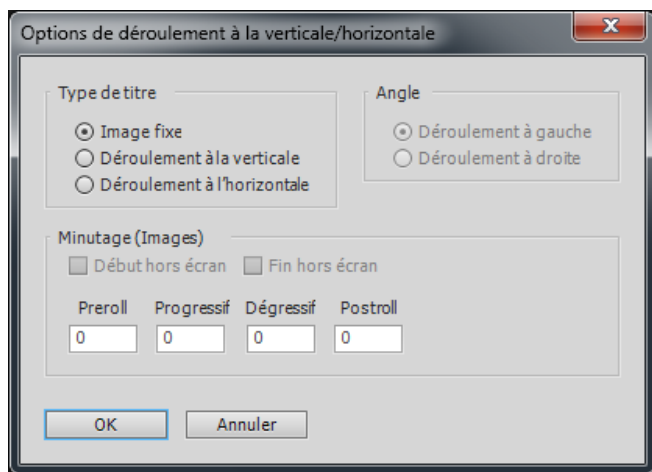 Options de déroulement à la verticale/horizontale
Type de titre
Image fixe
Déroulement à la verticale
Déroulement à l'horizontale
Angle
Déroulement à gauche
Déroulement à droite
Minutage (Images)
Début hors écran Fin hors écran
Preroll Progressif Dégressif Postroll
0 0 0 0
OK Annuler